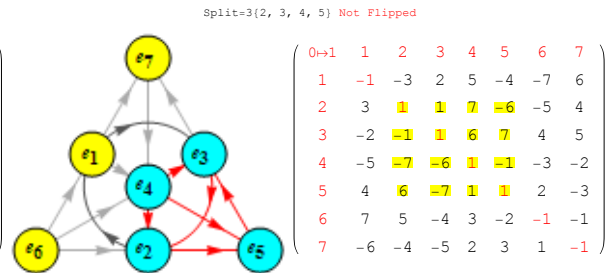 Split=3{2, 3, 4, 5} Not Flipped
e7
e1
e3
e4
e6
e2
e5
0↦1 1 2 3 4 5 6 7
1 -1 -3 2 5 -4 -7 6
2 3 1 1 7 -6 -5 4
3 -2 -1 1 6 7 4 5
4 -5 -7 -6 1 -1 -3 -2
5 4 6 -7 1 1 2 -3
6 7 5 -4 3 -2 -1 -1
7 -6 -4 -5 2 3 1 -1